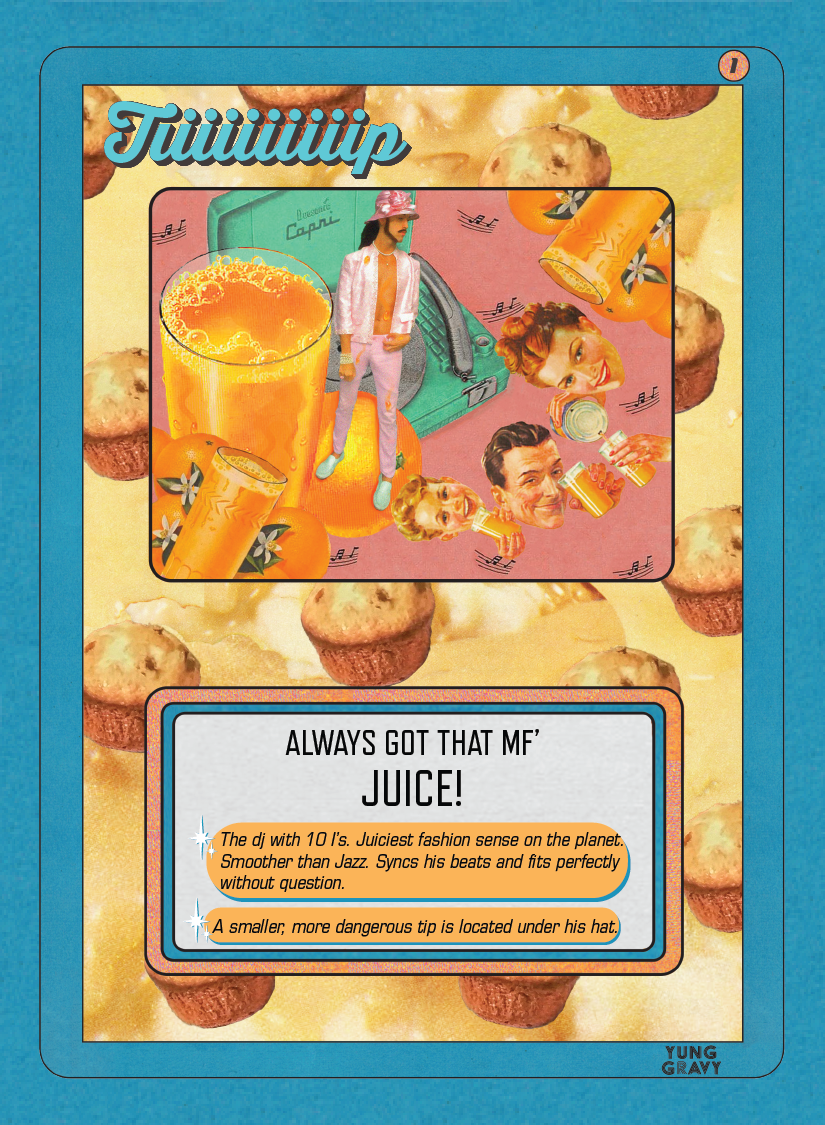 1
Tiiiiiiiiiip
Capri
ALWAYS GOT THAT MF'
JUICE!
The dj with 10 I's. Juiciest fashion sense on the planet.
Smoother than Jazz. Syncs his beats and fits perfectly
without question.
A smaller, more dangerous tip is located under his hat.
YUNG
GRAVY